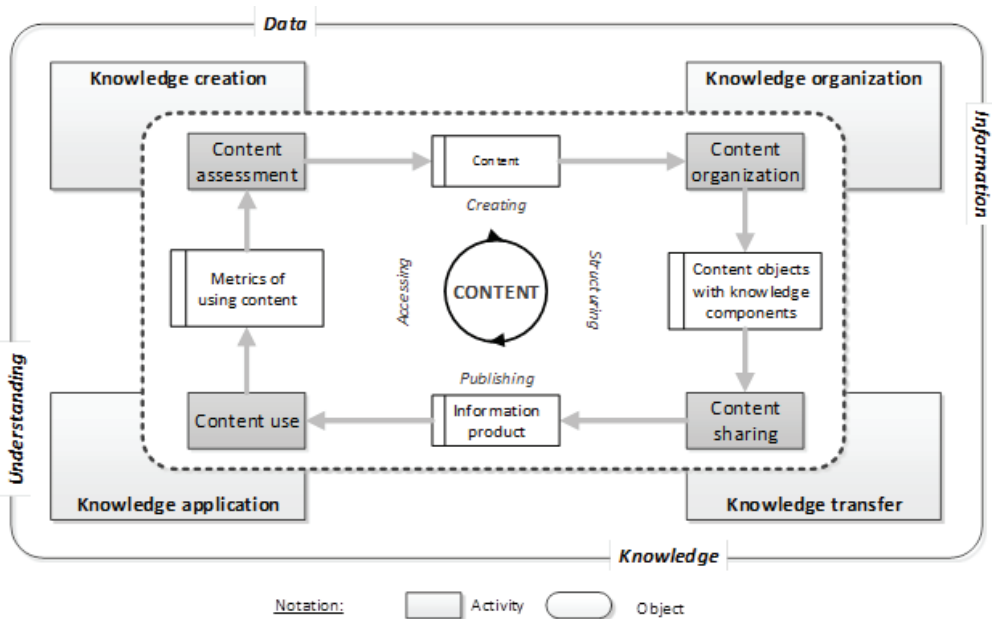 Data
Knowledge creation
Knowledge organization
Information
Content
assessment
Content
Content
organization
Creating
Metrics of
using content
Accessing
CONTENT
Structuring
Content objects
with knowledge
components
Publishing
Understanding
Content use
Information
product
Content
sharing
Knowledge application
Knowledge transfer
Knowledge
Notation:
Activity
Object